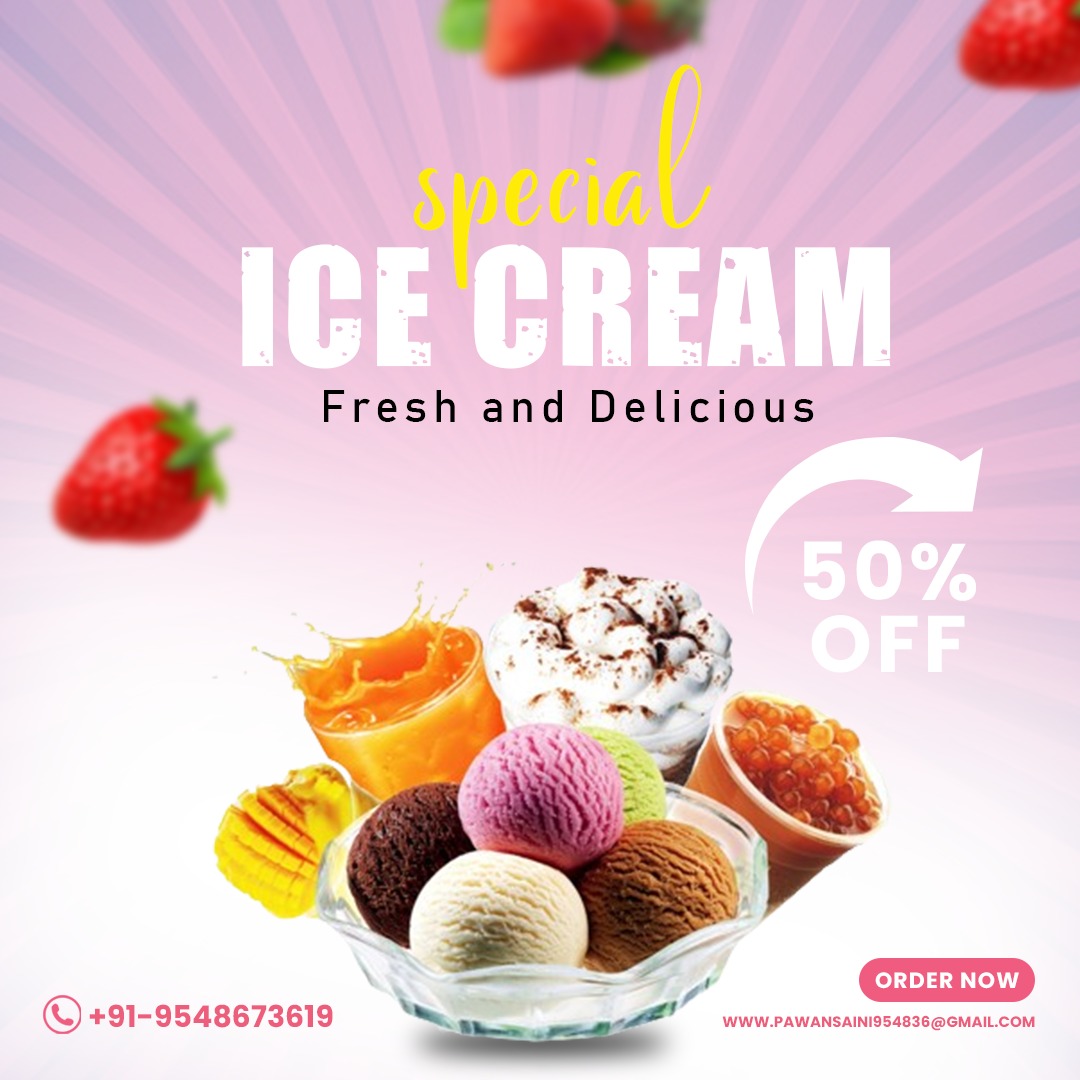 special
ICE CREAM
Fresh and Delicious
50%
OFF
ORDER NOW
+91-9548673619
WWW.PAWANSAINI954836@GMAIL.COM